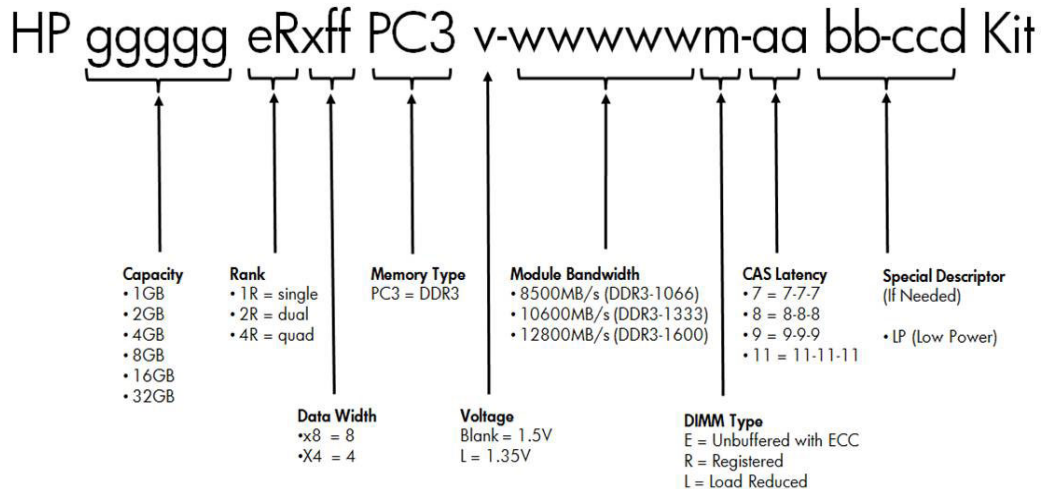 HP ggggg eRxff PC3 v-wwwwwm-aa bb-ccd Kit
Capacity
• 1GB
• 2GB
• 4GB
• 8GB
• 16GB
• 32GB
Rank
• 1R = single
• 2R = dual
• 4R = quad
Memory Type
PC3 = DDR3
Module Bandwidth
• 8500MB/s (DDR3-1066)
• 10600MB/s (DDR3-1333)
• 12800MB/s (DDR3-1600)
CAS Latency
• 7 = 7-7-7
• 8 = 8-8-8
• 9 = 9-9-9
• 11 = 11-11-11
Special Descriptor
(If Needed)
• LP (Low Power)
Data Width
•x8 = 8
•X4 = 4
Voltage
Blank = 1.5V
L = 1.35V
DIMM Type
E = Unbuffered with ECC
R = Registered
L = Load Reduced